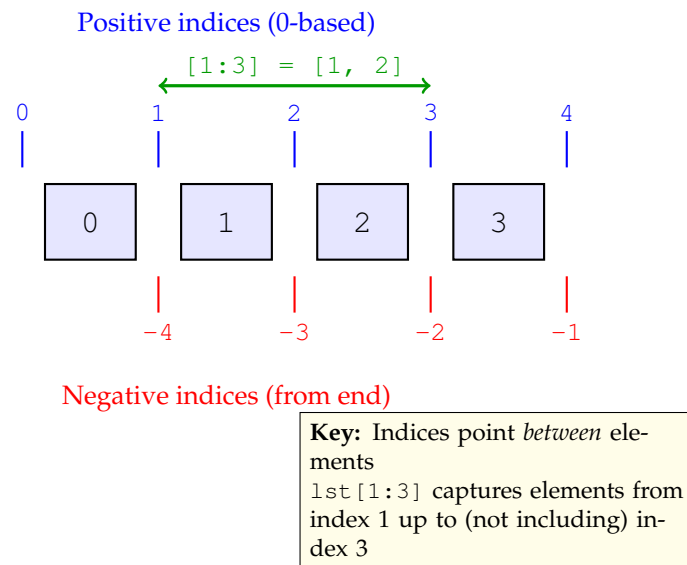 Positive indices (0-based)
[1:3] = [1, 2]
0 1 2 3 4
0 1 2 3
-4 -3 -2 -1
Negative indices (from end)
Key: Indices point between ele-
ments
lst[1:3] captures elements from
index 1 up to (not including) in-
dex 3